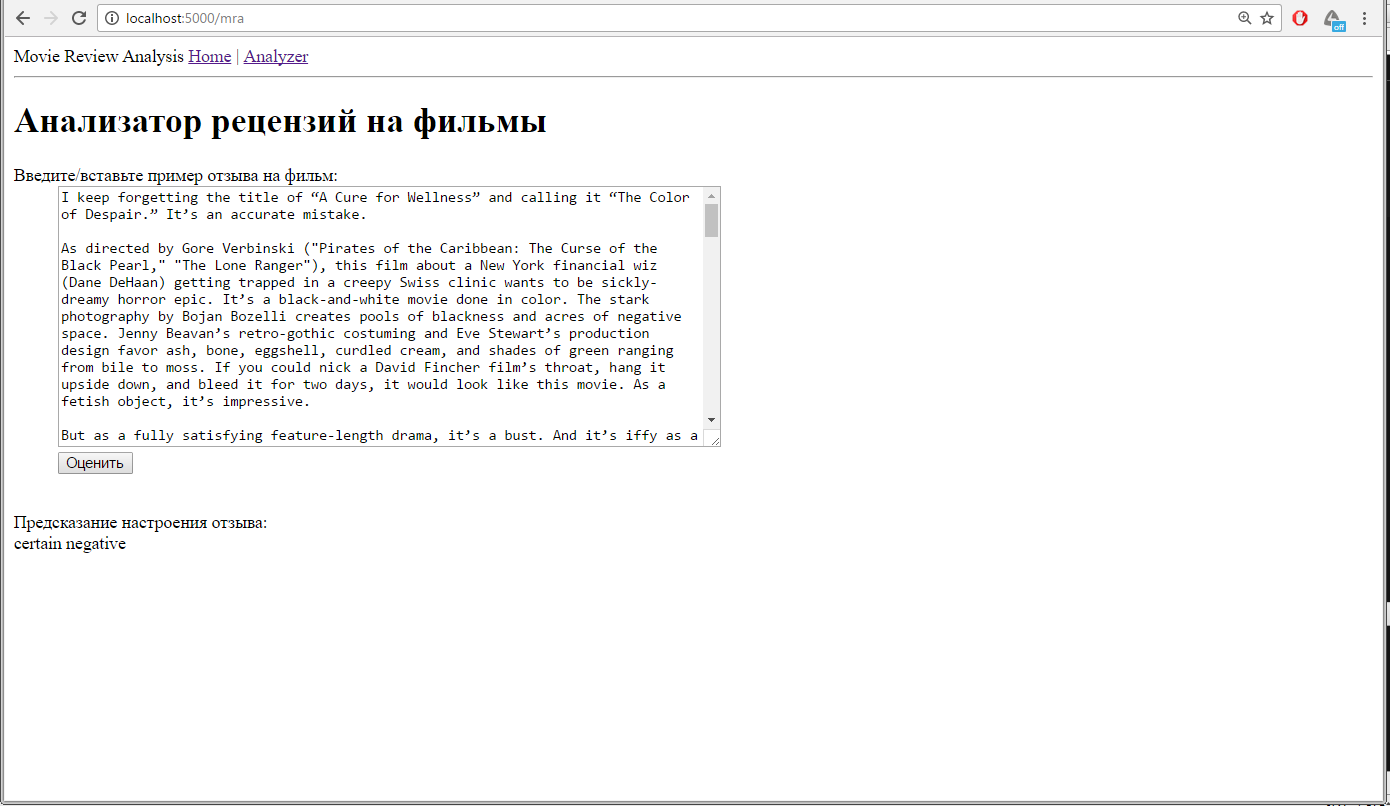 localhost:5000/mra
off
Movie Review Analysis Home | Analyzer
Анализатор рецензий на фильмы
Введите/вставьте пример отзыва на фильм:
I keep forgetting the title of “A Cure for Wellness” and calling it “The Color
of Despair.” It’s an accurate mistake.
As directed by Gore Verbinski ("Pirates of the Caribbean: The Curse of the
Black Pearl," "The Lone Ranger"), this film about a New York financial wiz
(Dane DeHaan) getting trapped in a creepy Swiss clinic wants to be sickly-
dreamy horror epic. It’s a black-and-white movie done in color. The stark
photography by Bojan Bozelli creates pools of blackness and acres of negative
space. Jenny Beavan’s retro-gothic costuming and Eve Stewart’s production
design favor ash, bone, eggshell, curdled cream, and shades of green ranging
from bile to moss. If you could nick a David Fincher film’s throat, hang it
upside down, and bleed it for two days, it would look like this movie. As a
fetish object, it’s impressive.
But as a fully satisfying feature-length drama, it’s a bust. And it’s iffy as a
Оценить
Предсказание настроения отзыва:
certain negative